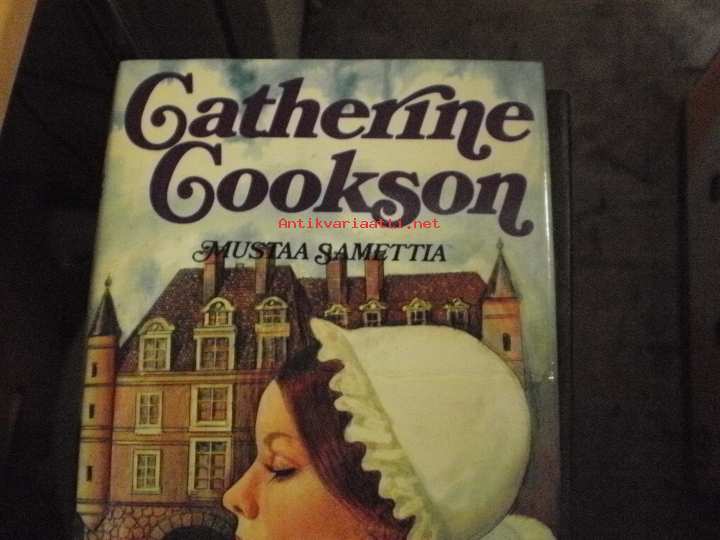 Catherine
Cookson
Antikvariaatti.net
MUSTAA SAMETTIA